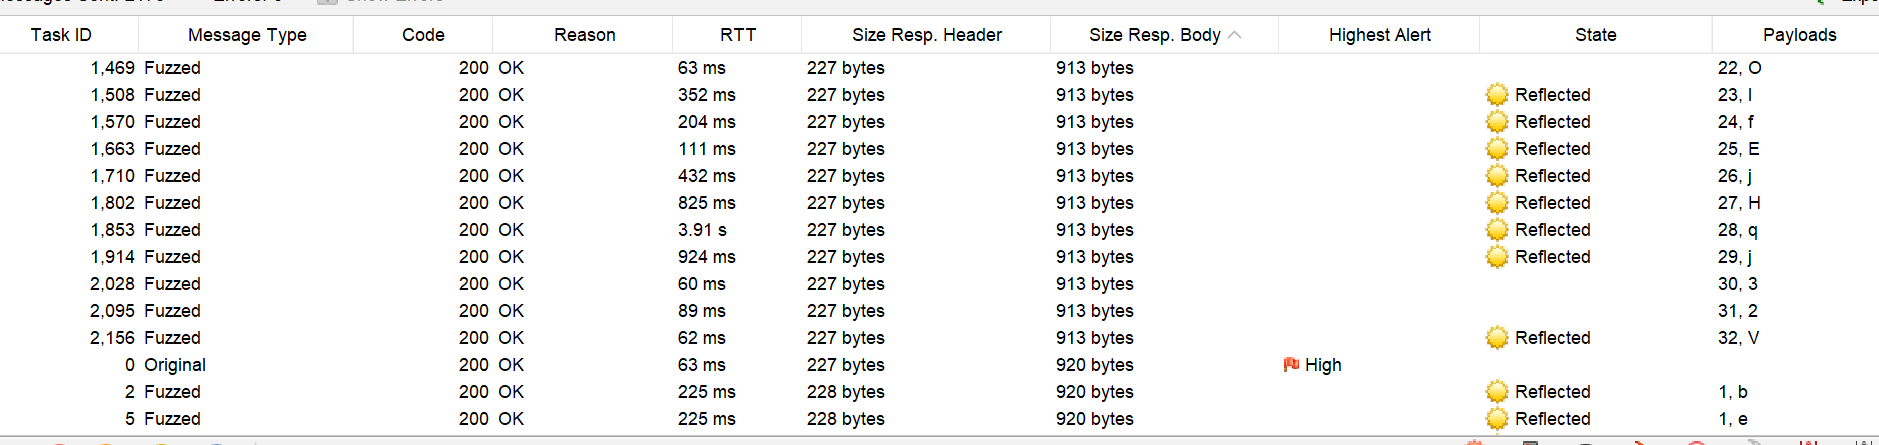 Task ID Message Type Code Reason RTT Size Resp. Header Size Resp. Body Highest Alert State Payloads
1,469 Fuzzed 200 OK 63 ms 227 bytes 913 bytes 22, O
1,508 Fuzzed 200 OK 352 ms 227 bytes 913 bytes Reflected 23, I
1,570 Fuzzed 200 OK 204 ms 227 bytes 913 bytes Reflected 24, f
1,663 Fuzzed 200 OK 111 ms 227 bytes 913 bytes Reflected 25, E
1,710 Fuzzed 200 OK 432 ms 227 bytes 913 bytes Reflected 26, j
1,802 Fuzzed 200 OK 825 ms 227 bytes 913 bytes Reflected 27, H
1,853 Fuzzed 200 OK 3.91 s 227 bytes 913 bytes Reflected 28, q
1,914 Fuzzed 200 OK 924 ms 227 bytes 913 bytes Reflected 29, j
2,028 Fuzzed 200 OK 60 ms 227 bytes 913 bytes 30, 3
2,095 Fuzzed 200 OK 89 ms 227 bytes 913 bytes 31, 2
2,156 Fuzzed 200 OK 62 ms 227 bytes 913 bytes Reflected 32, V
0 Original 200 OK 63 ms 227 bytes 920 bytes High
2 Fuzzed 200 OK 225 ms 228 bytes 920 bytes Reflected 1, b
5 Fuzzed 200 OK 225 ms 228 bytes 920 bytes Reflected 1, e